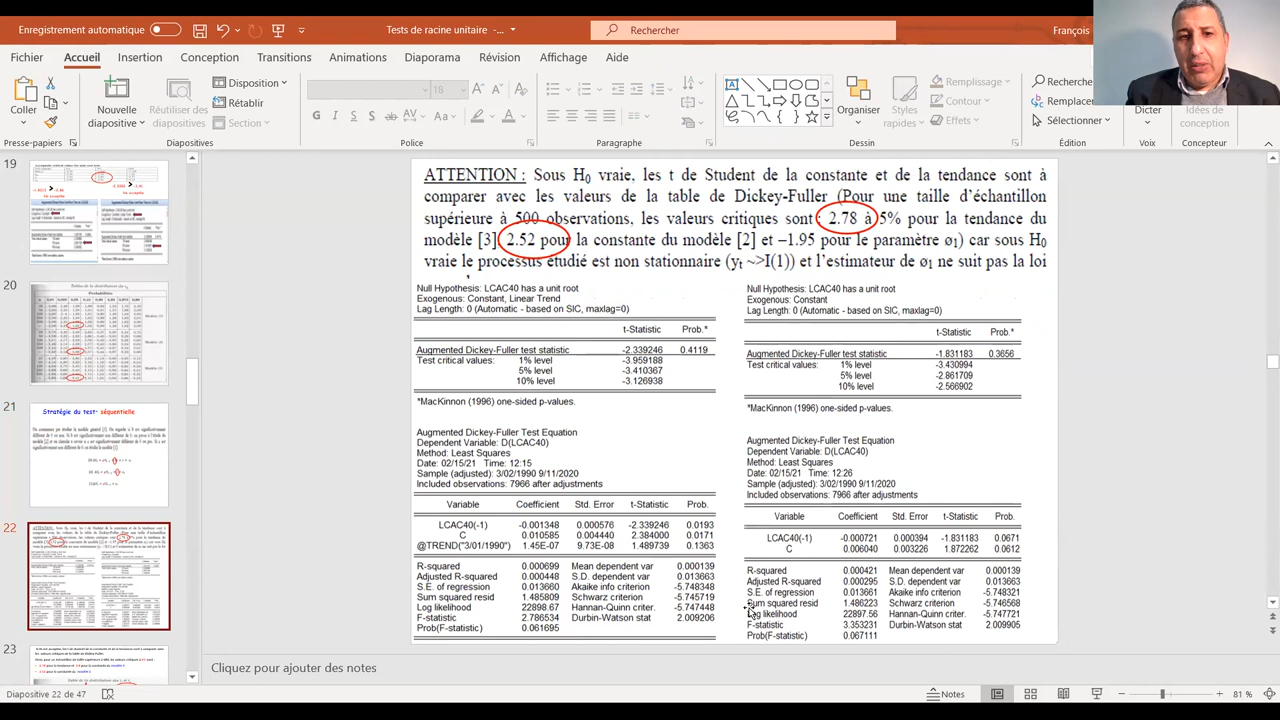 Enregistrement automatique
Tests de racine unitaire -...
Rechercher
François
Fichier
Accueil
Insertion
Conception
Transitions
Animations
Diaporama
Révision
Affichage
Aide
Coller
Nouvelle diapositive
Réutiliser des diapositives
Disposition
Rétablir
Section
18
G
I
S
S
ab
AV
Aa
A
Organiser
Styles rapides
Remplissage
Contour
Effets
Recherche
Remplacer
Sélectionner
Dicter
Idées de conception
Presse-papiers
Diapositives
Police
Paragraphe
Dessin
Voix
Concepteur
19
20
21
Stratégie du test- séquentielle
22
23
ATTENTION : Sous H0 vraie, les t de Student de la constante et de la tendance sont à
comparer avec les valeurs de la table de Dickey-Fuller (Pour une taille d'échantillon
supérieure à 500 observations, les valeurs critiques sont 2.78 à 5% pour la tendance du
modèle [3] 2.52 pour la constante du modèle [2] et –1.95 le paramètre ø1) car sous H0
vraie le processus étudié est non stationnaire (yt ~>I(1)) et l'estimateur de ø1 ne suit pas la loi
Null Hypothesis: LCAC40 has a unit root
Exogenous: Constant, Linear Trend
Lag Length: 0 (Automatic - based on SIC, maxlag=0)
t-Statistic Prob.*
Augmented Dickey-Fuller test statistic -2.339246 0.4119
Test critical values: 1% level -3.959188
5% level -3.410367
10% level -3.126938
*MacKinnon (1996) one-sided p-values.
Augmented Dickey-Fuller Test Equation
Dependent Variable: D(LCAC40)
Method: Least Squares
Date: 02/15/21 Time: 12:15
Sample (adjusted): 3/02/1990 9/11/2020
Included observations: 7966 after adjustments
Variable Coefficient Std. Error t-Statistic Prob.
LCAC40(-1) -0.001348 0.000576 -2.339246 0.0193
C 0.010585 0.004440 2.384000 0.0171
@TREND("3/01/1990") 1.45E-07 9.73E-08 1.489739 0.1363
R-squared 0.000699 Mean dependent var 0.000139
Adjusted R-squared 0.000448 S.D. dependent var 0.013663
S.E. of regression 0.013660 Akaike info criterion -5.748348
Sum squared resid 1.485809 Schwarz criterion -5.745719
Log likelihood 22898.67 Hannan-Quinn criter. -5.747448
F-statistic 2.786534 Durbin-Watson stat 2.009206
Prob(F-statistic) 0.061695
Null Hypothesis: LCAC40 has a unit root
Exogenous: Constant
Lag Length: 0 (Automatic - based on SIC, maxlag=0)
t-Statistic Prob.*
Augmented Dickey-Fuller test statistic -1.831183 0.3656
Test critical values: 1% level -3.430994
5% level -2.861709
10% level -2.566902
*MacKinnon (1996) one-sided p-values.
Augmented Dickey-Fuller Test Equation
Dependent Variable: D(LCAC40)
Method: Least Squares
Date: 02/15/21 Time: 12:26
Sample (adjusted): 3/02/1990 9/11/2020
Included observations: 7966 after adjustments
Variable Coefficient Std. Error t-Statistic Prob.
LCAC40(-1) -0.000721 0.000394 -1.831183 0.0671
C 0.006040 0.003226 1.872262 0.0612
R-squared 0.000421 Mean dependent var 0.000139
Adjusted R-squared 0.000295 S.D. dependent var 0.013663
S.E. of regression 0.013661 Akaike info criterion -5.748321
Sum squared resid 1.486223 Schwarz criterion -5.746568
Log likelihood 22897.56 Hannan-Quinn criter. -5.747721
F-statistic 3.353231 Durbin-Watson stat 2.009905
Prob(F-statistic) 0.067111
Cliquez pour ajouter des notes
Diapositive 22 de 47
Notes
81 %